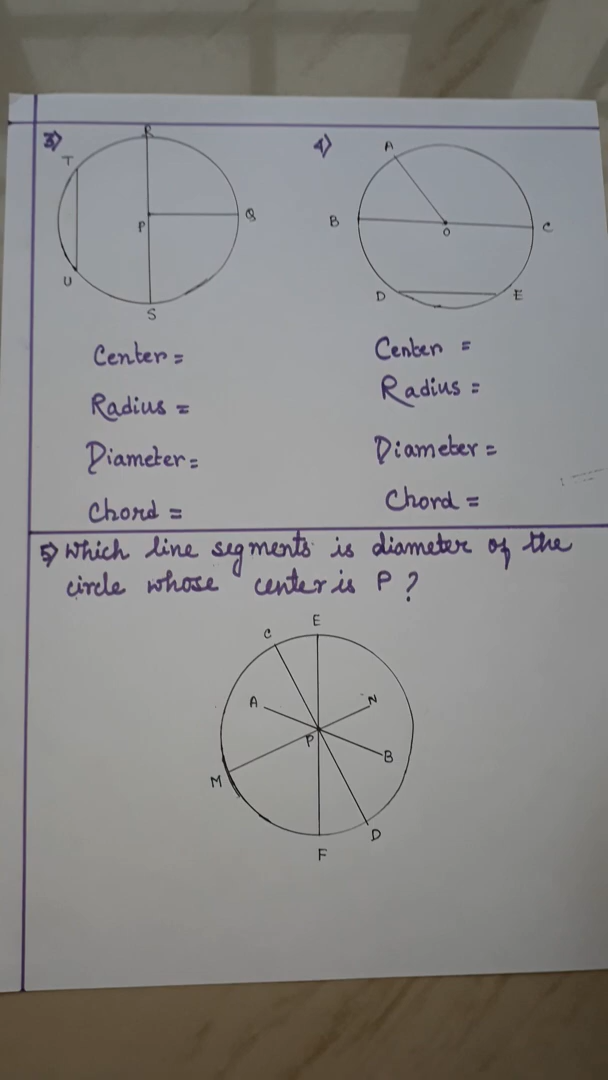 3)
R
T
P
Q
U
S
Center =
Radius =
Diameter =
Chord =
4)
A
B
O
C
D
E
Center =
Radius =
Diameter =
Chord =
5) Which line segments is diameter of the
circle whose center is P ?
E
C
A
N
P
B
M
D
F